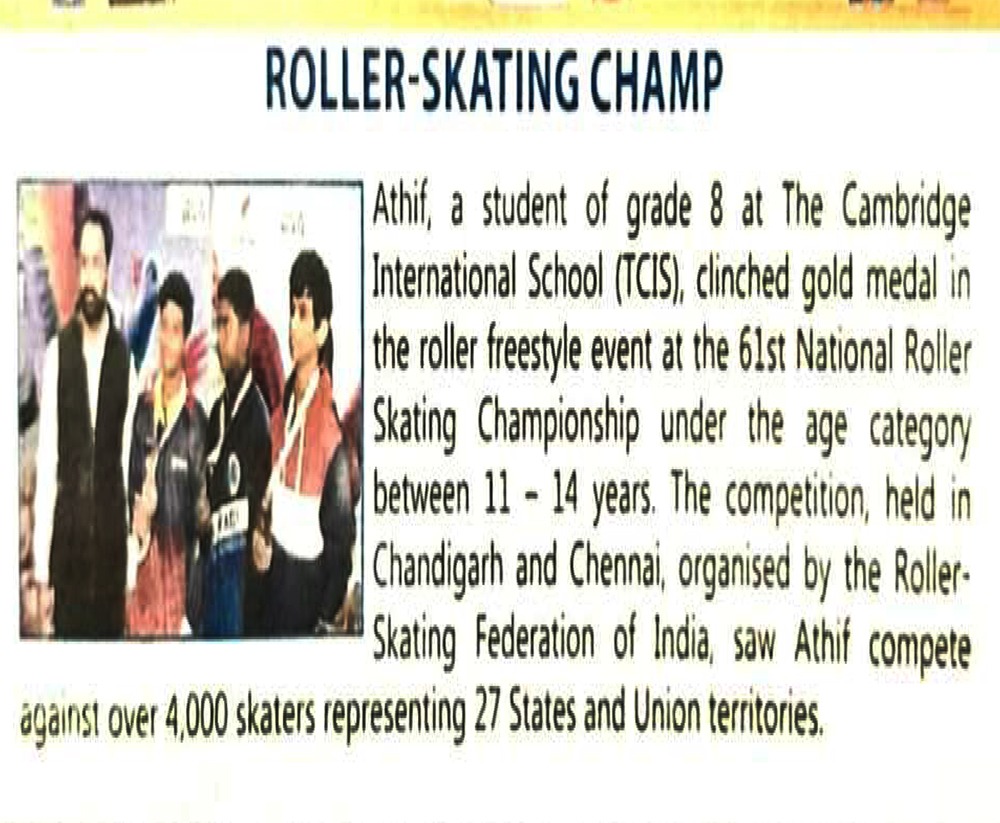 ROLLER-SKATING CHAMP
Athif, a student of grade 8 at The Cambridge
International School (TCIS), clinched gold medal in
the roller freestyle event at the 61st National Roller
Skating Championship under the age category
between 11 – 14 years. The competition, held in
Chandigarh and Chennai, organised by the Roller-
Skating Federation of India, saw Athif compete
against over 4,000 skaters representing 27 States and Union territories.